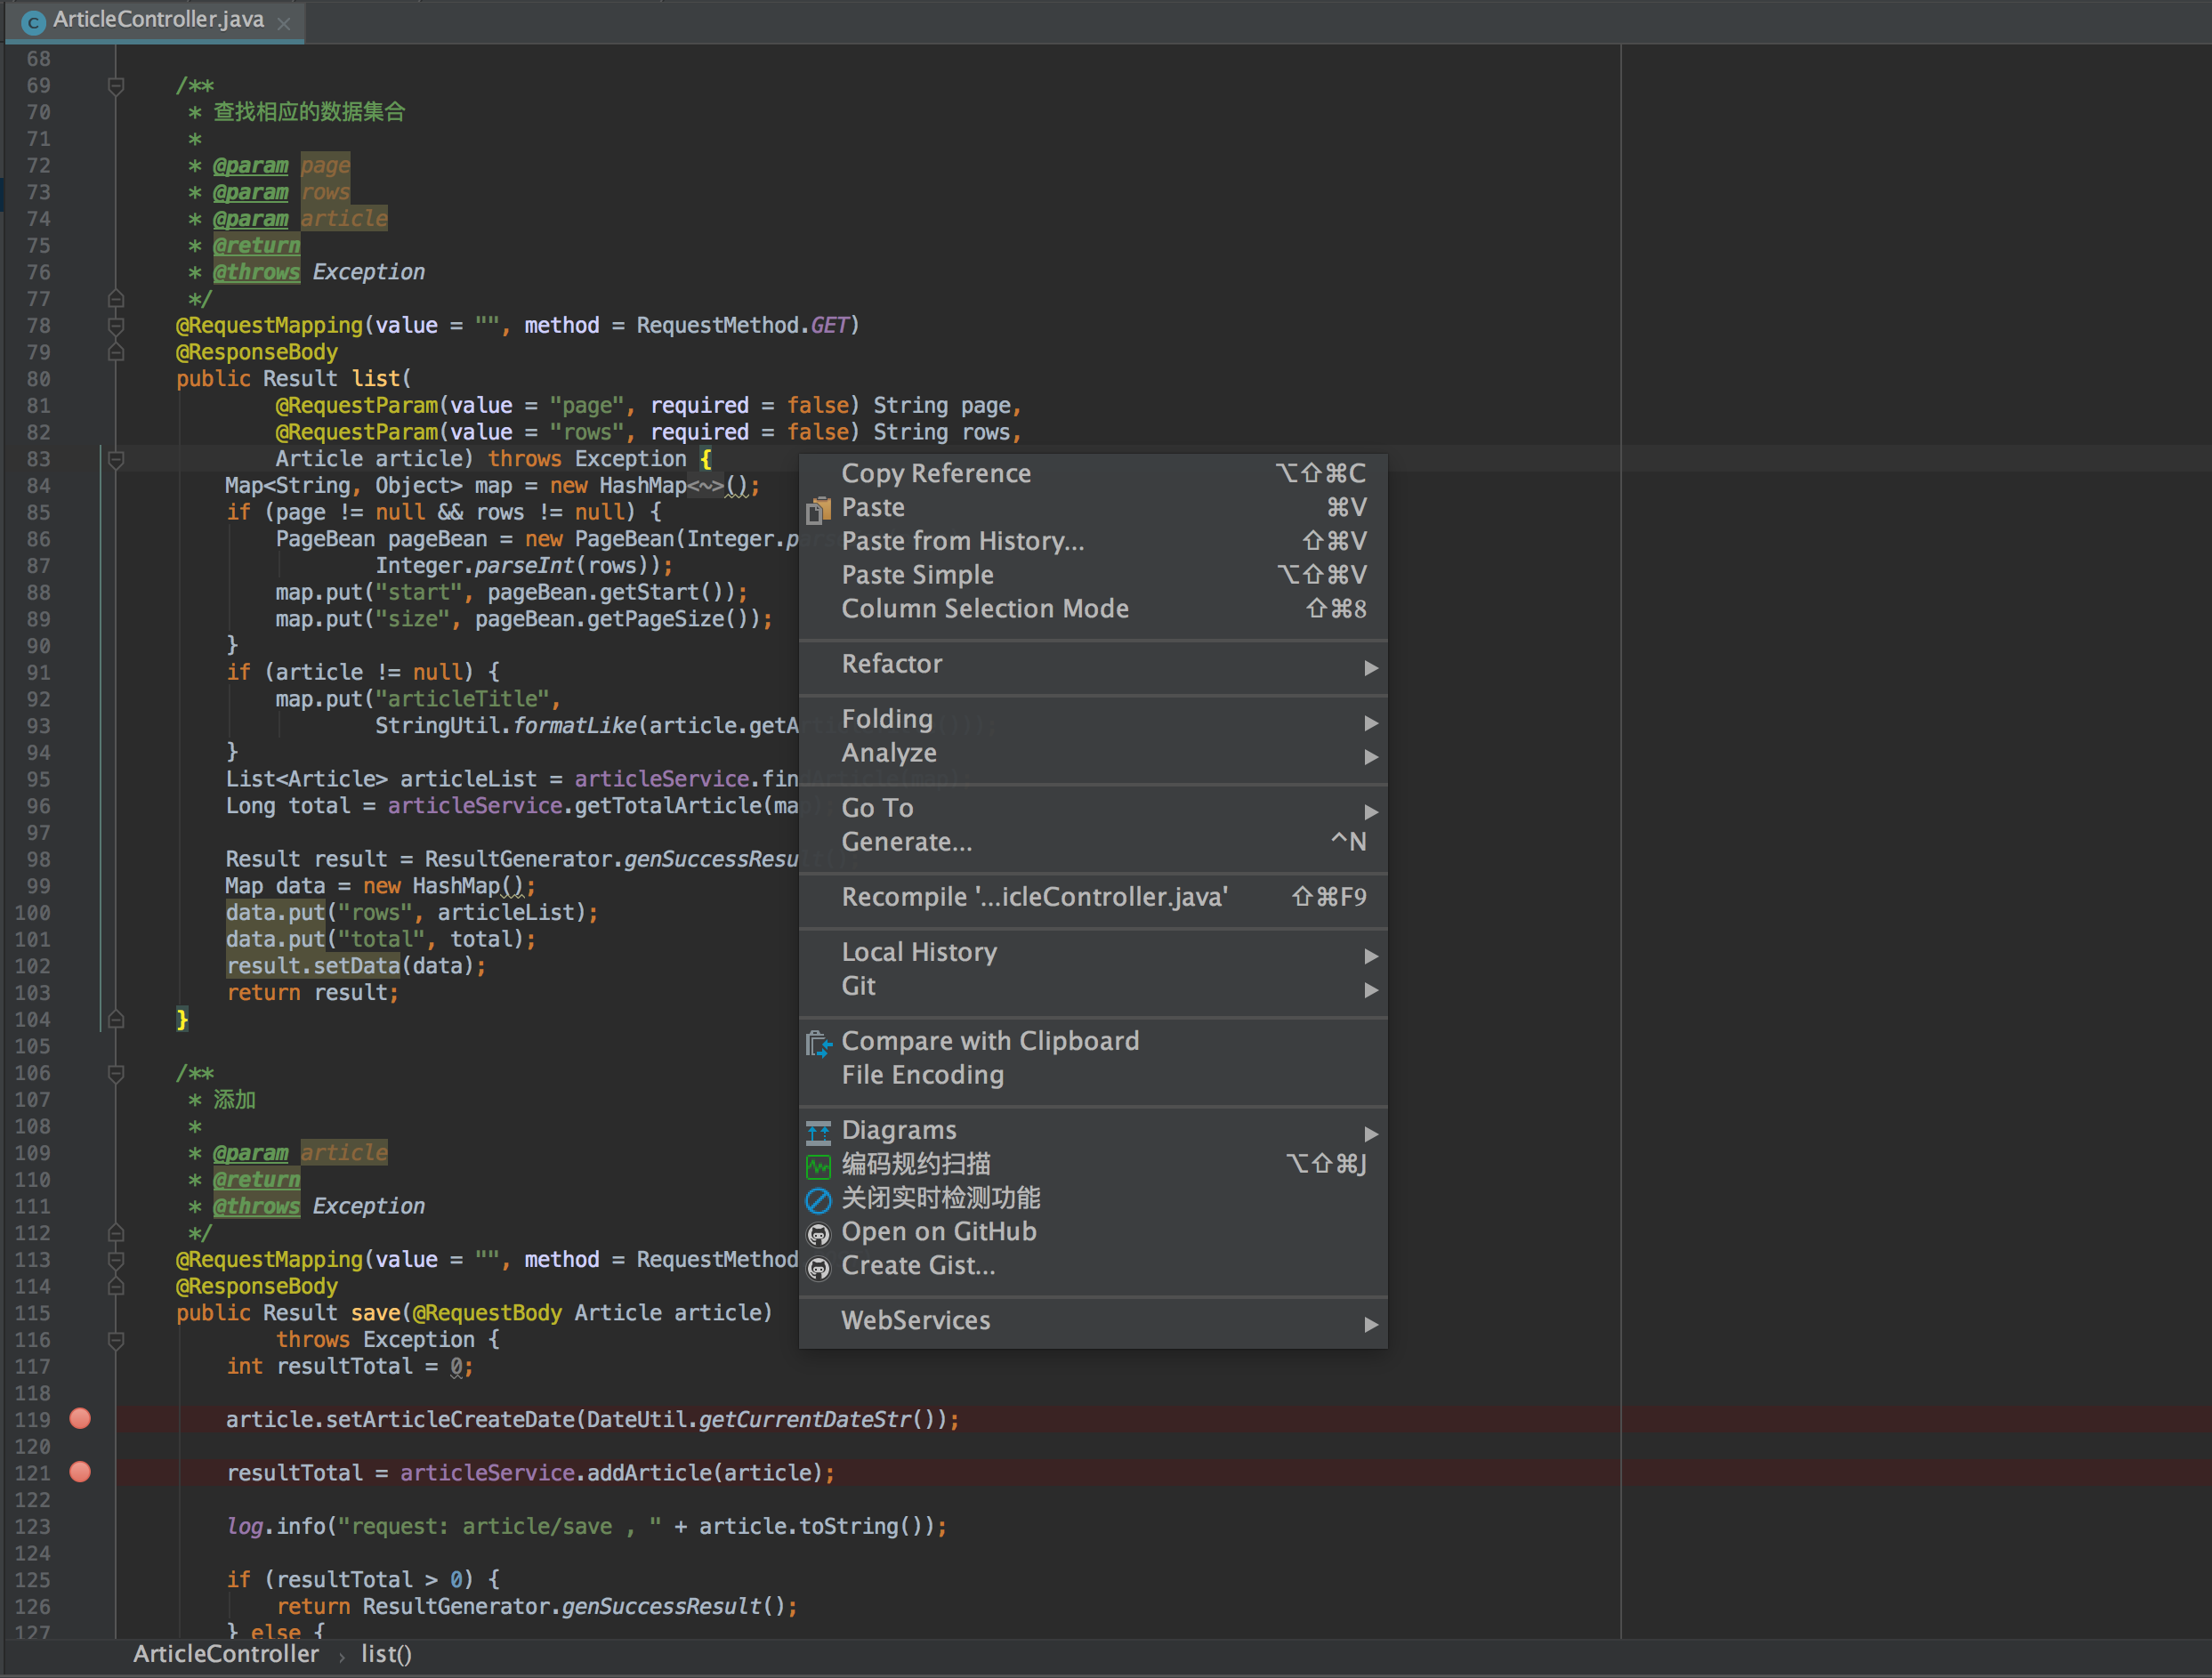 ArticleController.java
68
69 /**
70 * 查找相应的数据集合
71 *
72 * @param page
73 * @param rows
74 * @param article
75 * @return
76 * @throws Exception
77 */
78 @RequestMapping(value = "", method = RequestMethod.GET)
79 @ResponseBody
80 public Result list(
81 @RequestParam(value = "page", required = false) String page,
82 @RequestParam(value = "rows", required = false) String rows,
83 Article article) throws Exception {
84 Map<String, Object> map = new HashMap<~>();
85 if (page != null && rows != null) {
86 PageBean pageBean = new PageBean(Integer.
87 Integer.parseInt(rows));
88 map.put("start", pageBean.getStart());
89 map.put("size", pageBean.getPageSize());
90 }
91 if (article != null) {
92 map.put("articleTitle",
93 StringUtil.formatLike(article.getA
94 }
95 List<Article> articleList = articleService.fin
96 Long total = articleService.getTotalArticle(ma
97
98 Result result = ResultGenerator.genSuccessResu
99 Map data = new HashMap();
100 data.put("rows", articleList);
101 data.put("total", total);
102 result.setData(data);
103 return result;
104 }
105
106 /**
107 * 添加
108 *
109 * @param article
110 * @return
111 * @throws Exception
112 */
113 @RequestMapping(value = "", method = RequestMethod
114 @ResponseBody
115 public Result save(@RequestBody Article article)
116 throws Exception {
117 int resultTotal = 0;
118
119 article.setArticleCreateDate(DateUtil.getCurrentDateStr());
120
121 resultTotal = articleService.addArticle(article);
122
123 log.info("request: article/save , " + article.toString());
124
125 if (resultTotal > 0) {
126 return ResultGenerator.genSuccessResult();
127 } else {
Copy Reference ⌥⇧⌘C
Paste ⌘V
Paste from History... ⇧⌘V
Paste Simple ⌥⇧⌘V
Column Selection Mode ⇧⌘8
Refactor
Folding
Analyze
Go To
Generate... ^N
Recompile '...icleController.java' ⇧⌘F9
Local History
Git
Compare with Clipboard
File Encoding
Diagrams
编码规约扫描 ⌥⇧⌘J
关闭实时检测功能
Open on GitHub
Create Gist...
WebServices
ArticleController › list()